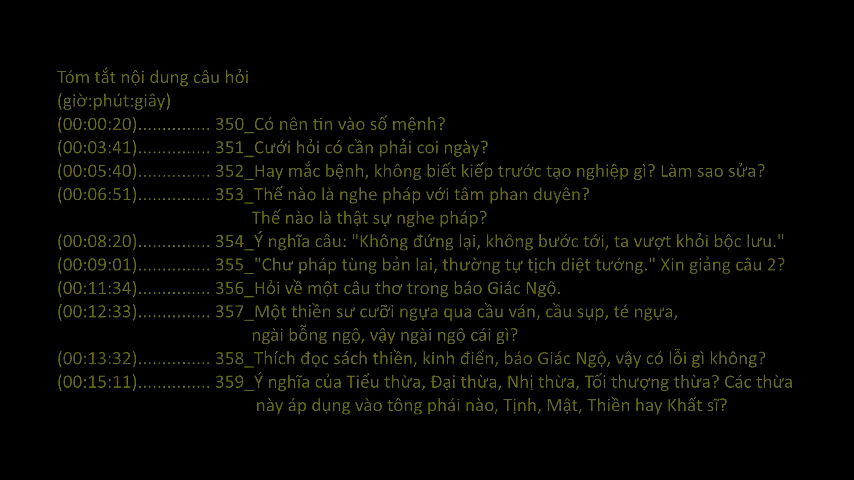 Tóm tắt nội dung câu hỏi
(giờ:phút:giây)
(00:00:20)............... 350_Có nên tin vào số mệnh?
(00:03:41)............... 351_Cưới hỏi có cần phải coi ngày?
(00:05:40)............... 352_Hay mắc bệnh, không biết kiếp trước tạo nghiệp gì? Làm sao sửa?
(00:06:51)............... 353_Thế nào là nghe pháp với tâm phan duyên?
Thế nào là thật sự nghe pháp?
(00:08:20)............... 354_Ý nghĩa câu: "Không đứng lại, không bước tới, ta vượt khỏi bộc lưu."
(00:09:01)............... 355_"Chư pháp tùng bản lai, thường tự tịch diệt tướng." Xin giảng câu 2?
(00:11:34)............... 356_Hỏi về một câu thơ trong báo Giác Ngộ.
(00:12:33)............... 357_Một thiền sư cưỡi ngựa qua cầu ván, cầu sụp, té ngựa,
ngài bỗng ngộ, vậy ngài ngộ cái gì?
(00:13:32)............... 358_Thích đọc sách thiền, kinh điển, báo Giác Ngộ, vậy có lỗi gì không?
(00:15:11)............... 359_Ý nghĩa của Tiểu thừa, Đại thừa, Nhị thừa, Tối thượng thừa? Các thừa
này áp dụng vào tông phái nào, Tịnh, Mật, Thiền hay Khất sĩ?